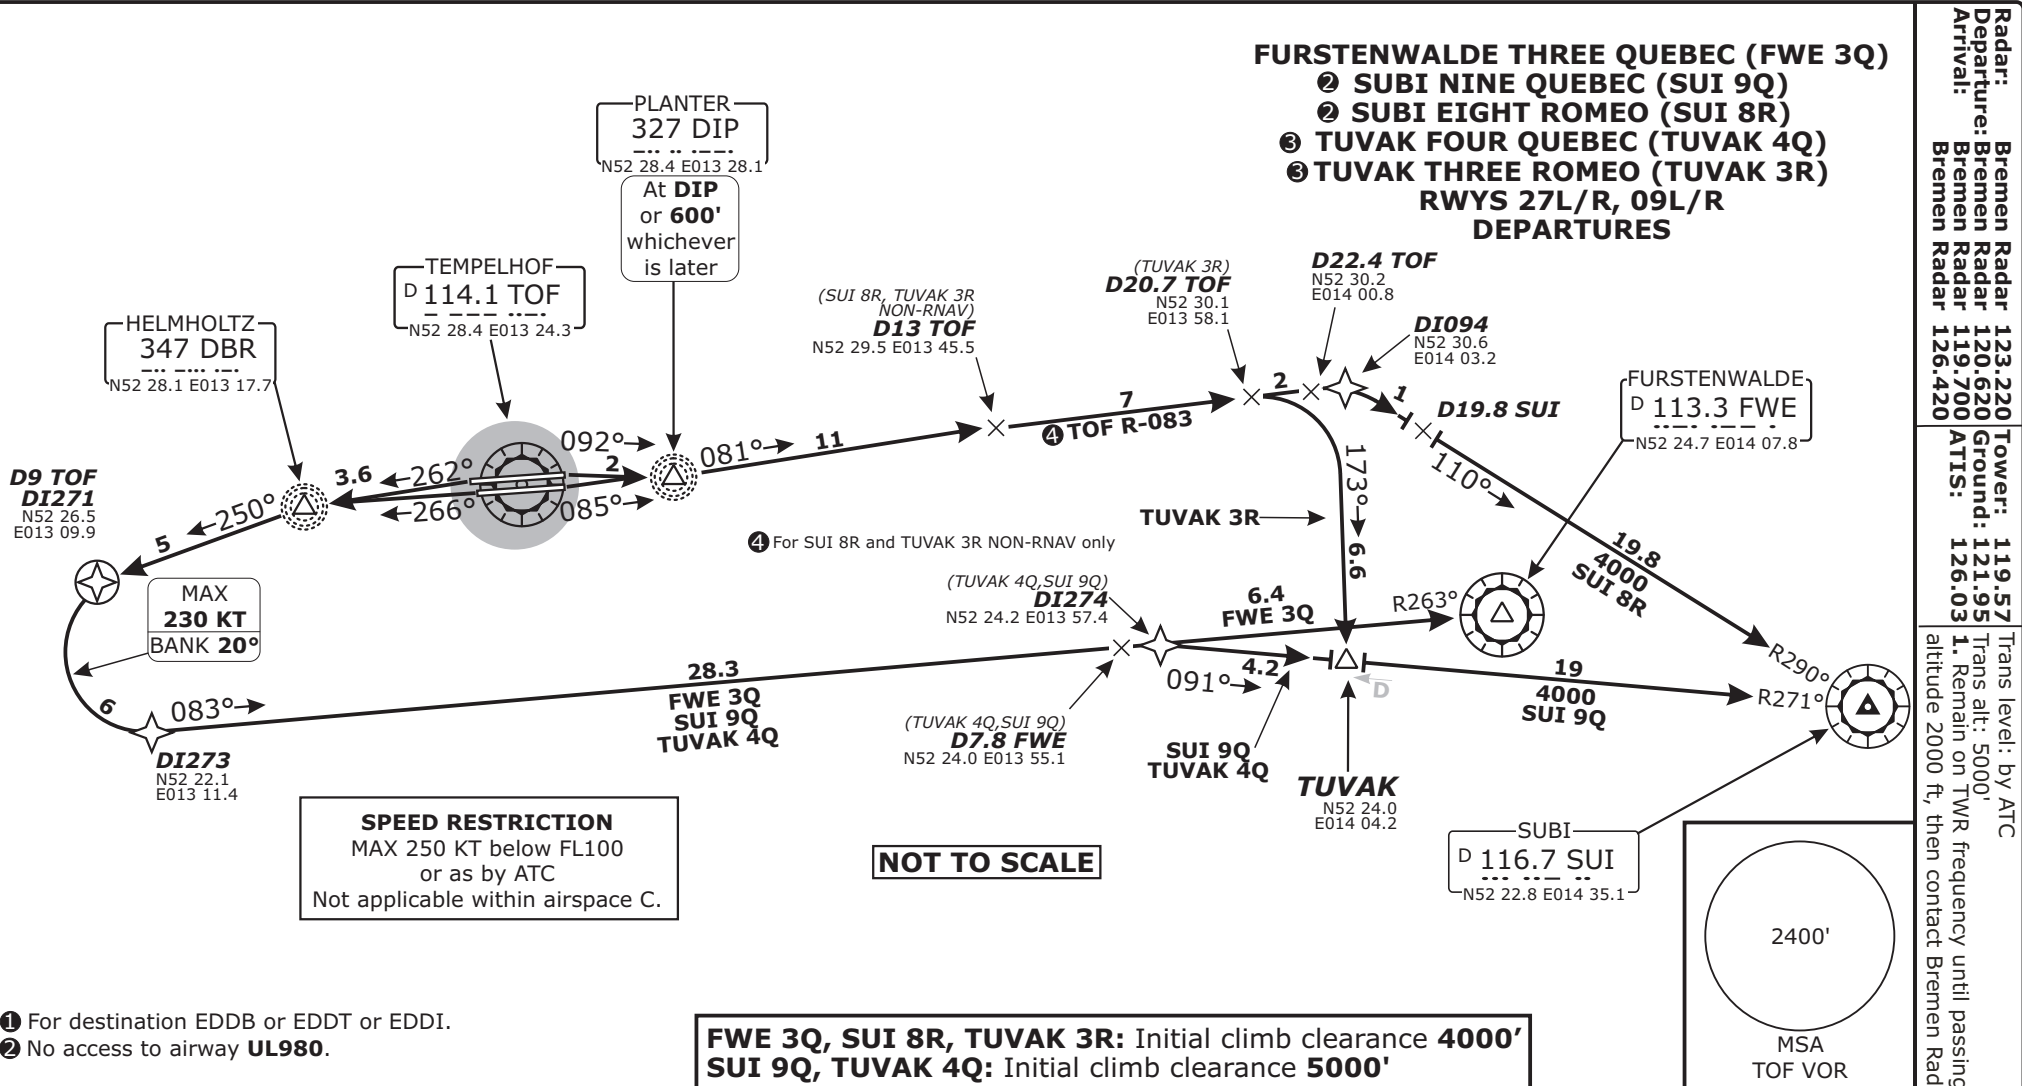 FURSTENWALDE THREE QUEBEC (FWE 3Q)
❷ SUBI NINE QUEBEC (SUI 9Q)
❷ SUBI EIGHT ROMEO (SUI 8R)
❸ TUVAK FOUR QUEBEC (TUVAK 4Q)
❸ TUVAK THREE ROMEO (TUVAK 3R)
RWYS 27L/R, 09L/R
DEPARTURES
PLANTER
327 DIP
N52 28.4 E013 28.1
At DIP
or 600'
whichever
is later
TEMPELHOF
D 114.1 TOF
N52 28.4 E013 24.3
HELMHOLTZ
347 DBR
N52 28.1 E013 17.7
(SUI 8R, TUVAK 3R
NON-RNAV)
D13 TOF
N52 29.5 E013 45.5
(TUVAK 3R)
D20.7 TOF
N52 30.1
E013 58.1
D22.4 TOF
N52 30.2
E014 00.8
DI094
N52 30.6
E014 03.2
FURSTENWALDE
D 113.3 FWE
N52 24.7 E014 07.8
D19.8 SUI
D9 TOF
DI271
N52 26.5
E013 09.9
250°
5
3.6
262°
266°
092°
2
085°
081°
11
7
❹ TOF R-083
2
1
110°
19.8
4000
SUI 8R
R290°
173°
6.6
TUVAK 3R
❹ For SUI 8R and TUVAK 3R NON-RNAV only
MAX
230 KT
BANK 20°
6
083°
DI273
N52 22.1
E013 11.4
28.3
FWE 3Q
SUI 9Q
TUVAK 4Q
(TUVAK 4Q,SUI 9Q)
DI274
N52 24.2 E013 57.4
6.4
FWE 3Q
R263°
(TUVAK 4Q,SUI 9Q)
D7.8 FWE
N52 24.0 E013 55.1
091°
4.2
SUI 9Q
TUVAK 4Q
D
TUVAK
N52 24.0
E014 04.2
19
4000
SUI 9Q
R271°
SUBI
D 116.7 SUI
N52 22.8 E014 35.1
SPEED RESTRICTION
MAX 250 KT below FL100
or as by ATC
Not applicable within airspace C.
NOT TO SCALE
2400'
MSA
TOF VOR
❶ For destination EDDB or EDDT or EDDI.
❷ No access to airway UL980.
FWE 3Q, SUI 8R, TUVAK 3R: Initial climb clearance 4000’
SUI 9Q, TUVAK 4Q: Initial climb clearance 5000'
Radar: Bremen Radar 123.220
Departure: Bremen Radar 120.620
Arrival: Bremen Radar 119.700
Bremen Radar 126.420
Tower: 119.57
Ground: 121.95
ATIS: 126.03
Trans level: by ATC
Trans alt: 5000'
1. Remain on TWR frequency until passing
altitude 2000 ft, then contact Bremen Rad